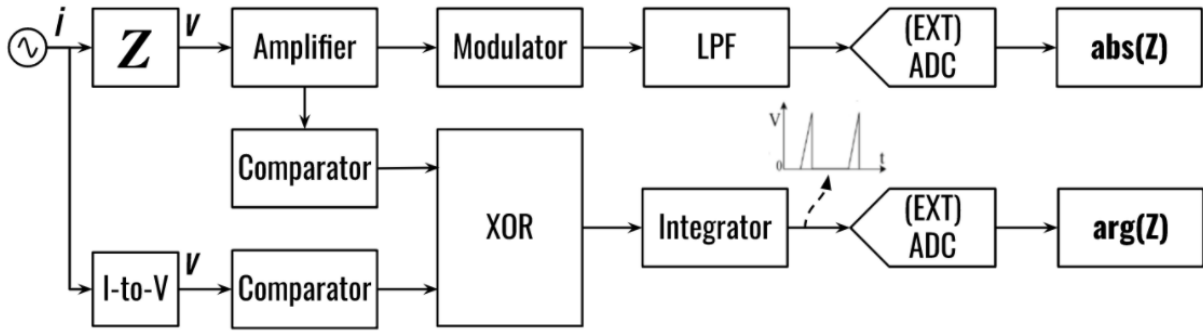 i
Z
V
Amplifier
Modulator
LPF
(EXT)
ADC
abs(Z)
Comparator
XOR
V
0
t
Integrator
(EXT)
ADC
arg(Z)
I-to-V
V
Comparator